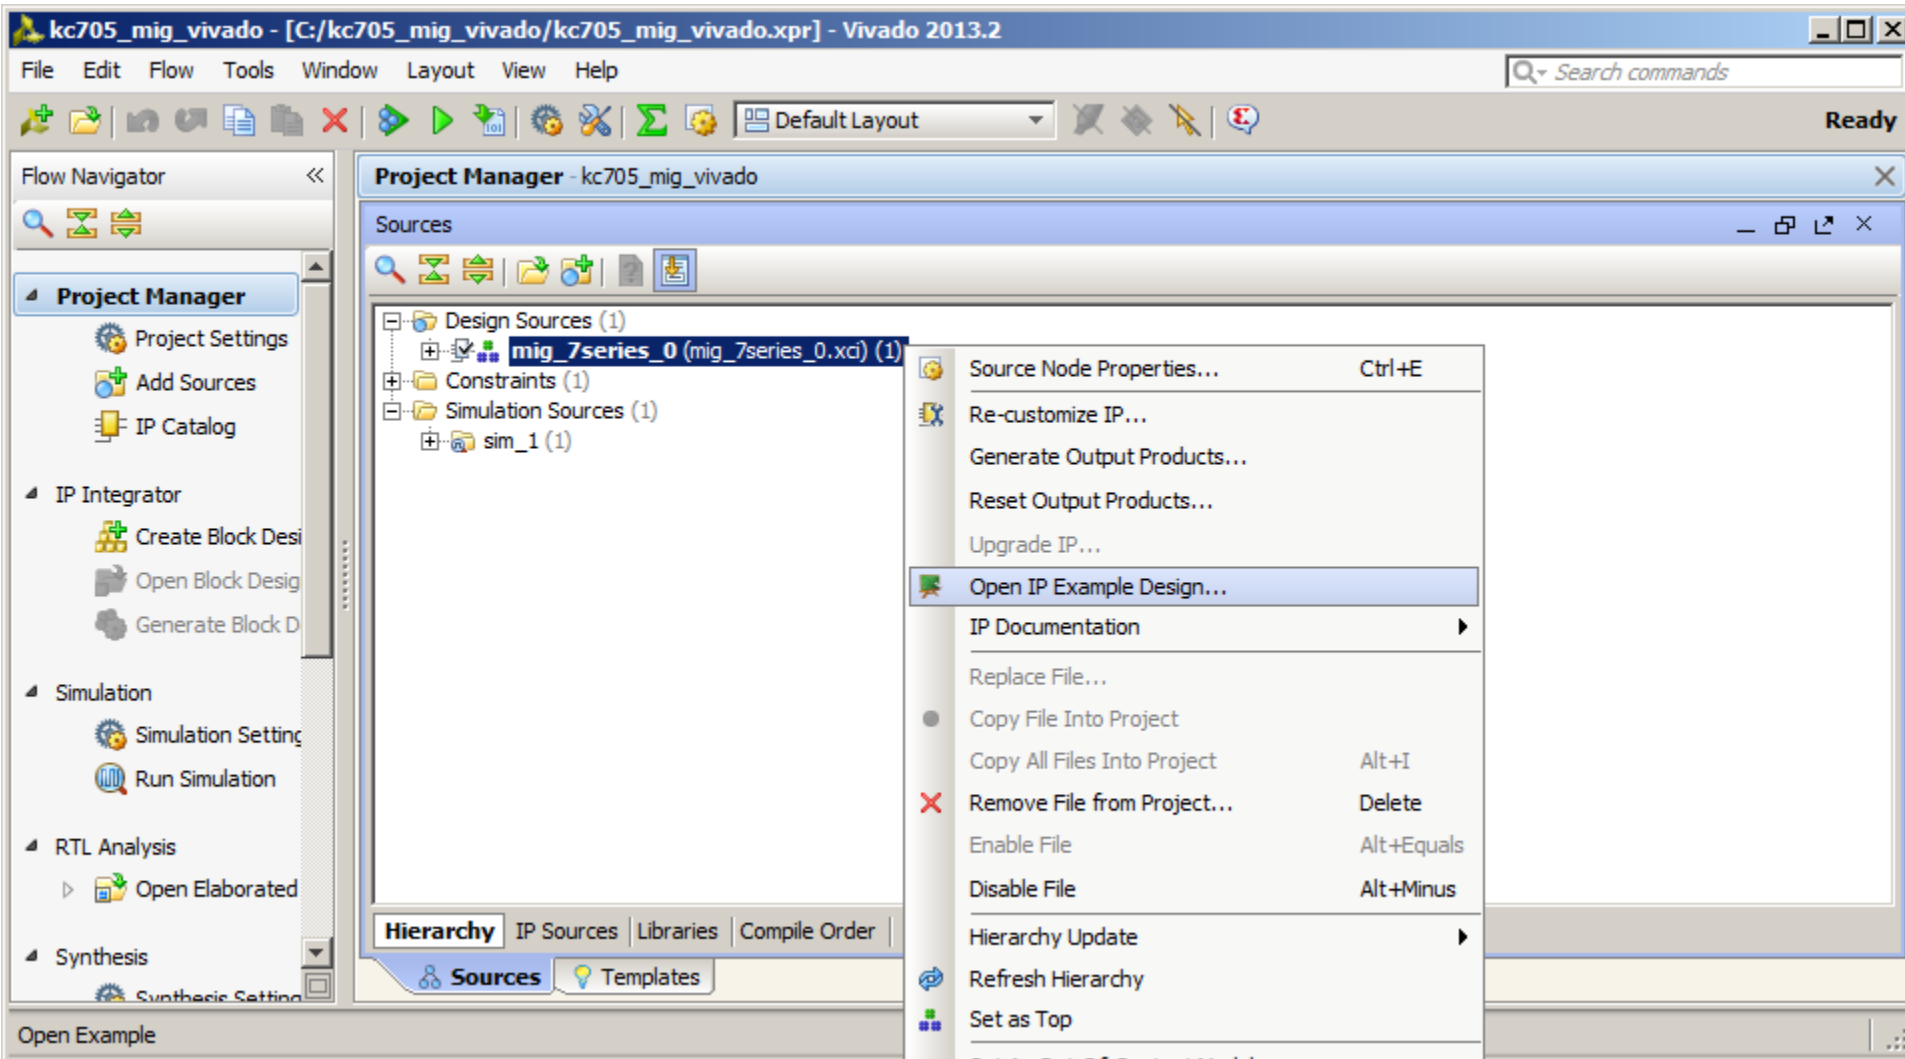 kc705_mig_vivado - [C:/kc705_mig_vivado/kc705_mig_vivado.xpr] - Vivado 2013.2
File Edit Flow Tools Window Layout View Help
Search commands
Default Layout
Ready
Flow Navigator
Project Manager
Project Settings
Add Sources
IP Catalog
IP Integrator
Create Block Desi
Open Block Desig
Generate Block D
Simulation
Simulation Setting
Run Simulation
RTL Analysis
Open Elaborated
Synthesis
Synthesis Setting
Project Manager - kc705_mig_vivado
Sources
Design Sources (1)
mig_7series_0 (mig_7series_0.xci) (1)
Constraints (1)
Simulation Sources (1)
sim_1 (1)
Hierarchy IP Sources Libraries Compile Order
Sources Templates
Source Node Properties... Ctrl+E
Re-customize IP...
Generate Output Products...
Reset Output Products...
Upgrade IP...
Open IP Example Design...
IP Documentation
Replace File...
Copy File Into Project
Copy All Files Into Project Alt+I
Remove File from Project... Delete
Enable File Alt+Equals
Disable File Alt+Minus
Hierarchy Update
Refresh Hierarchy
Set as Top
Open Example